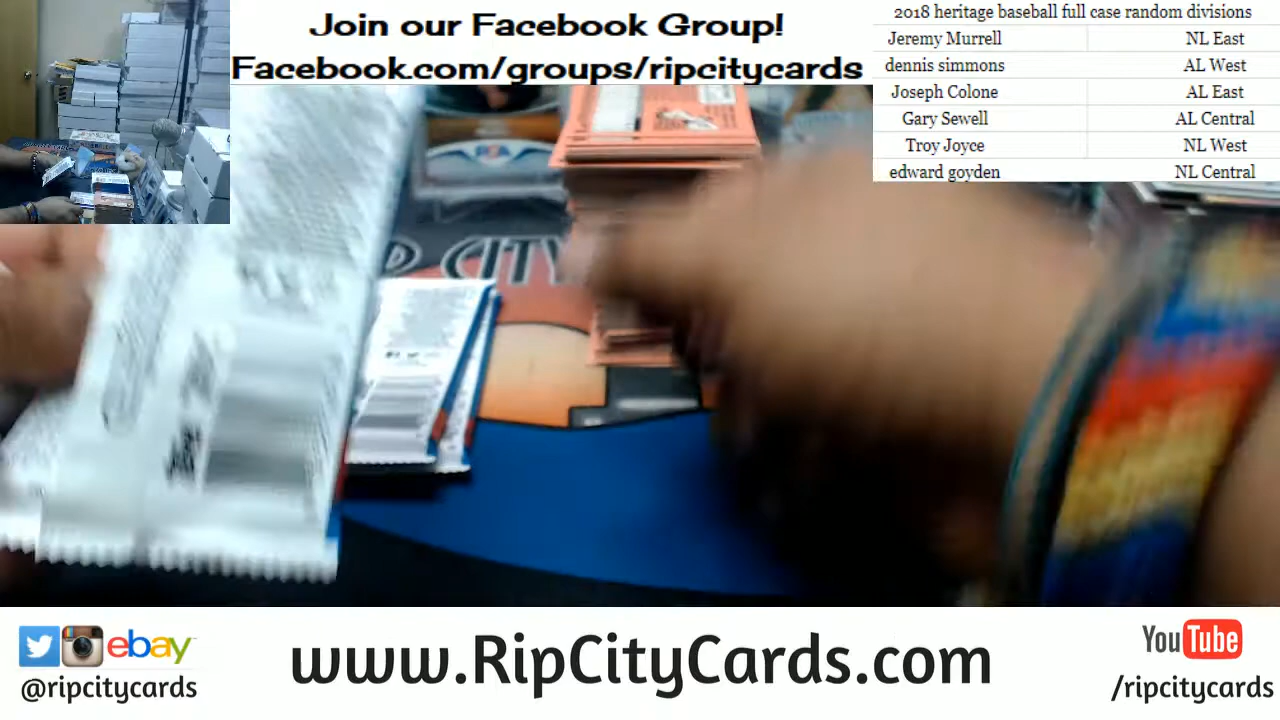 Join our Facebook Group!
Facebook.com/groups/ripcitycards
2018 heritage baseball full case random divisions
Jeremy Murrell NL East
dennis simmons AL West
Joseph Colone AL East
Gary Sewell AL Central
Troy Joyce NL West
edward goyden NL Central
P CITY
ebay
@ripcitycards
www.RipCityCards.com
YouTube
/ripcitycards